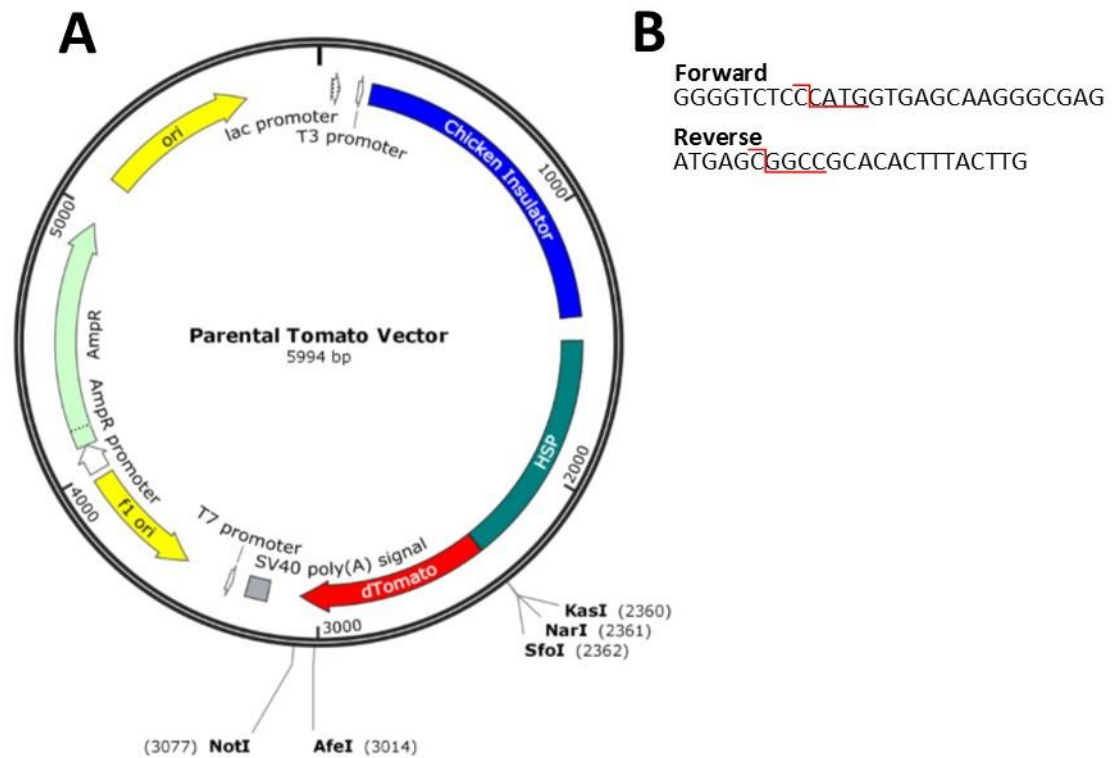 A
B
Forward
GGGGTCTCCCATGGTGAGCAAGGGCGAG
Reverse
ATGAGCGGCCGCACACTTTACTTG
ori
lac promoter
T3 promoter
Chicken Insulator
1000
5000
AmpR
Parental Tomato Vector
5994 bp
HSP
2000
AmpR promoter
4000
f1 ori
T7 promoter
SV40 poly(A) signal
dTomato
3000
KasI (2360)
NarI (2361)
SfoI (2362)
(3077) NotI
AfeI (3014)